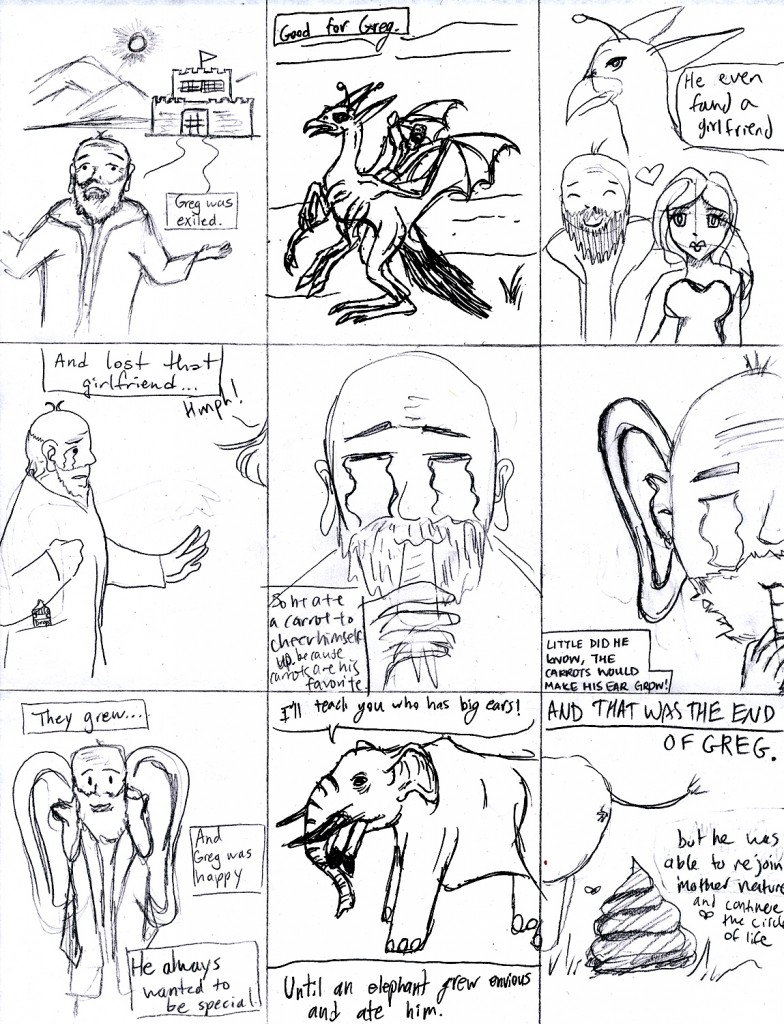 Greg was
exiled.
Good for Greg.
He even
found a
girlfriend
And lost that
girlfriend...
Hmph!
So he ate
a carrot to
cheer himself
up, because
carrots are his
favorite
LITTLE DID HE
KNOW, THE
CARROTS WOULD
MAKE HIS EAR GROW!
They grew...
And
Greg was
happy
He always
wanted to
be special
I'll teach you who has big ears!
Until an elephant grew envious
and ate him.
AND THAT WAS THE END
OF GREG.
but he was
able to rejoin
mother nature
and continue
the circle
of life